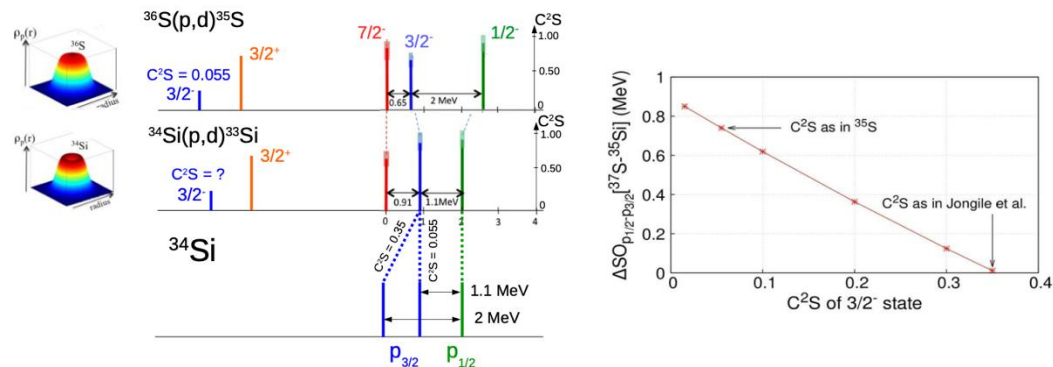 ³⁶S(p,d)³⁵S
ρp(r)
³⁶S
radius
C²S = 0.055
3/2⁻
3/2⁺
7/2⁻
3/2⁻
1/2⁻
C²S
1.00
0.50
0
0.65
2 MeV
³⁴Si(p,d)³³Si
ρp(r)
³⁴Si
radius
C²S = ?
3/2⁻
3/2⁺
C²S
1.00
0.50
0
0.91
1.1MeV
0 1 2 3 4
³⁴Si
C²S = 0.35
C²S = 0.055
1.1 MeV
2 MeV
p3/2
p1/2
ΔSOp1/2-p3/2[³⁷S-³⁵Si] (MeV)
1
0.8
0.6
0.4
0.2
0
0 0.1 0.2 0.3 0.4
C²S as in ³⁵S
C²S as in Jongile et al.
C²S of 3/2⁻ state